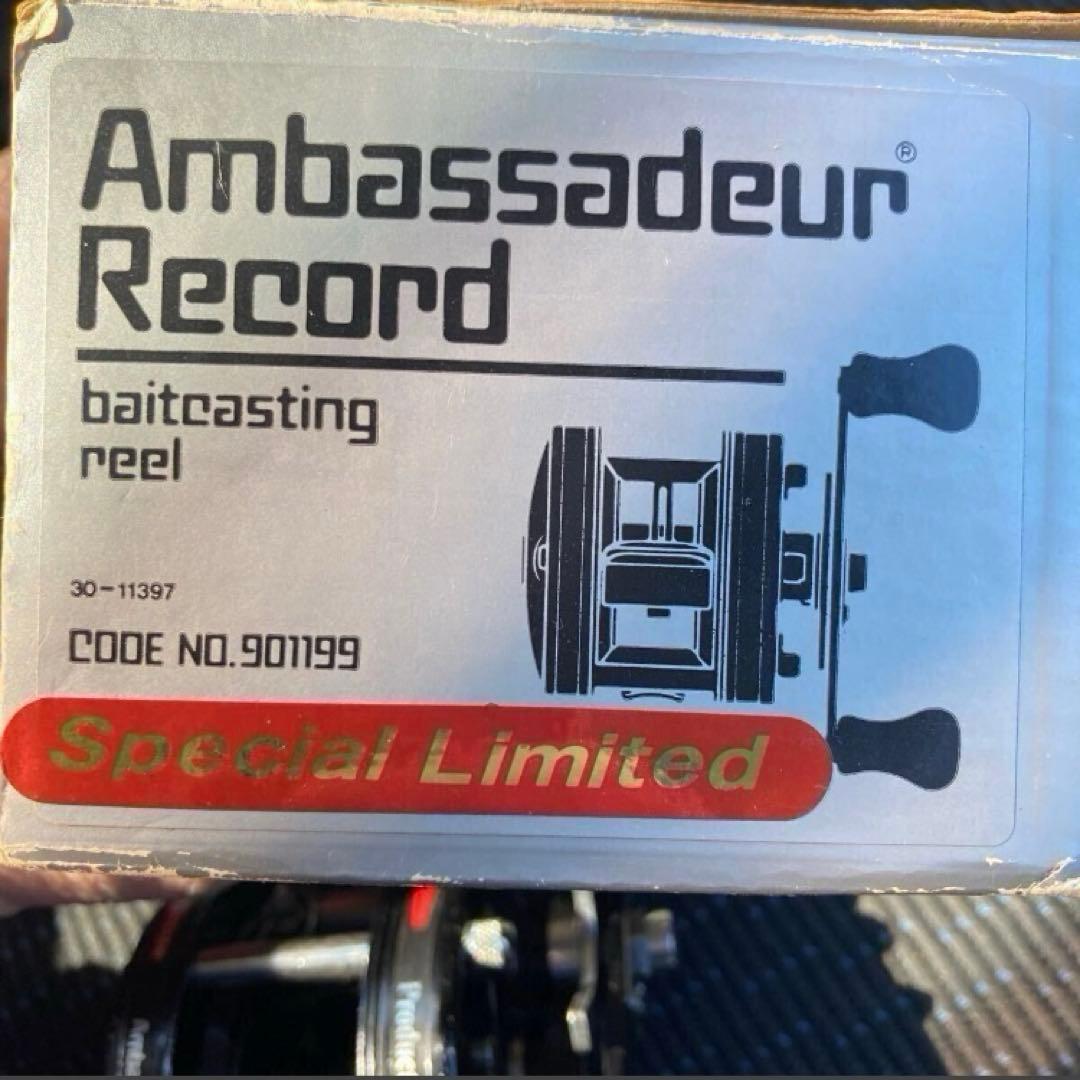 Ambassadeur®
Record
baitcasting
reel
30-11397
CODE NO.901199
Special Limited